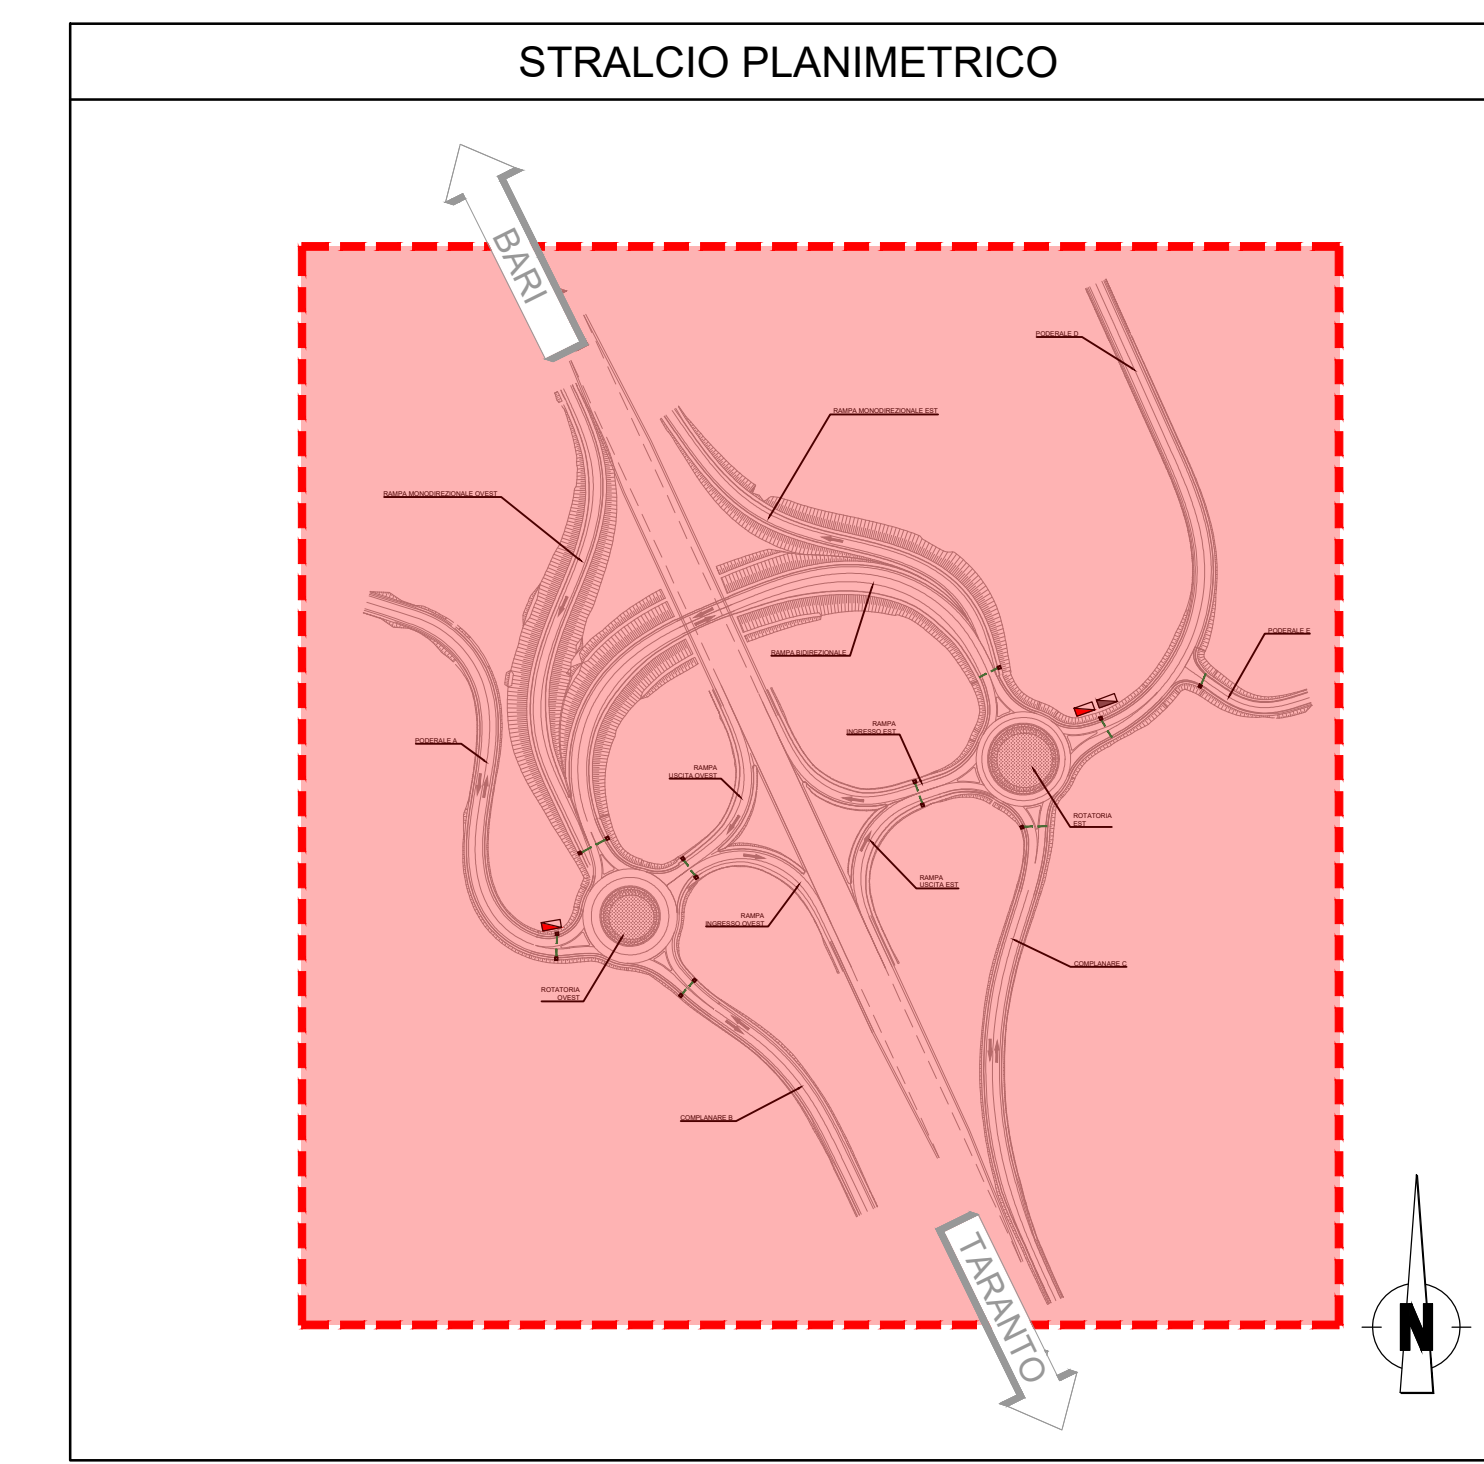 STRALCIO PLANIMETRICO
BARI
PODERALE D
RAMPA MONODIREZIONALE EST
RAMPA MONODIREZIONALE OVEST
PODERALE E
RAMPA BIDIREZIONALE
RAMPA
INGRESSO EST
PODERALE A
RAMPA
USCITA OVEST
ROTATORIA
EST
RAMPA
USCITA EST
RAMPA
INGRESSO OVEST
COMPLANARE C
ROTATORIA
OVEST
COMPLANARE B
TARANTO
N